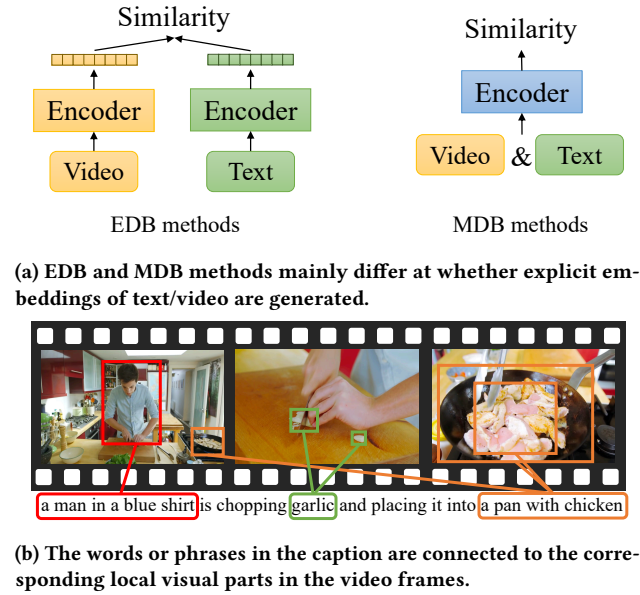 Similarity
Similarity
Encoder
Encoder
Encoder
Video
Text
Video & Text
EDB methods
MDB methods
(a) EDB and MDB methods mainly differ at whether explicit em-
beddings of text/video are generated.
a man in a blue shirt is chopping garlic and placing it into a pan with chicken
(b) The words or phrases in the caption are connected to the corre-
sponding local visual parts in the video frames.